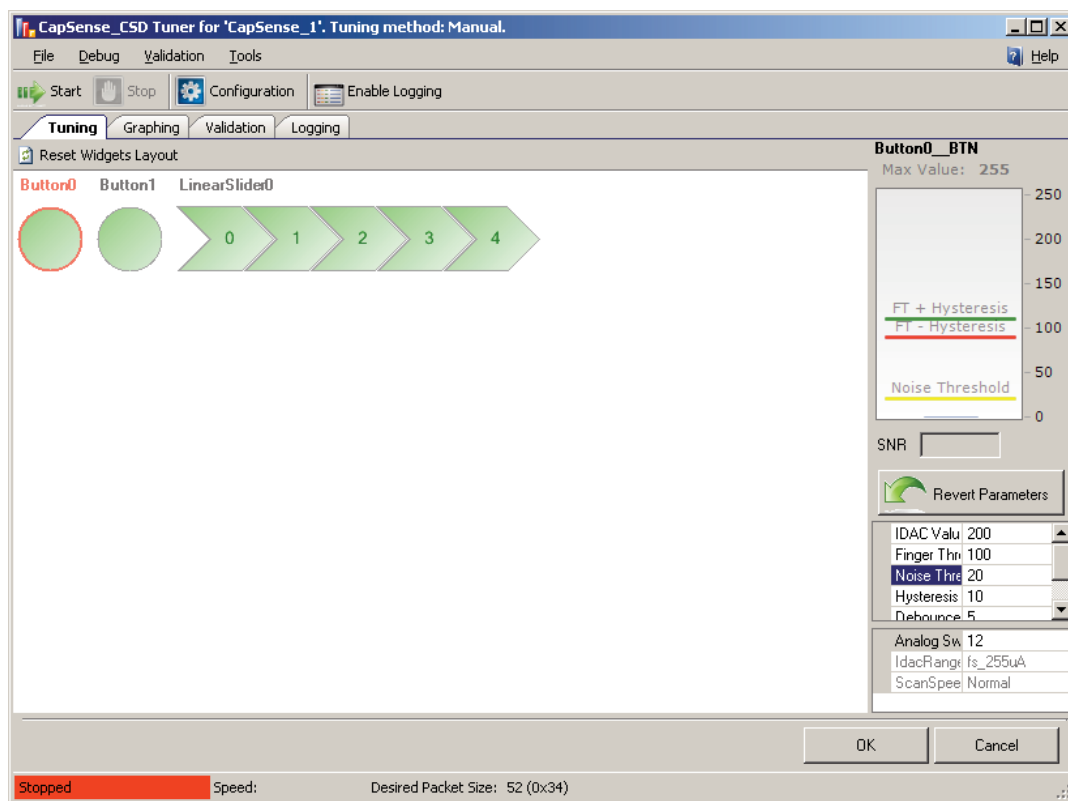 CapSense_CSD Tuner for 'CapSense_1'. Tuning method: Manual.
File Debug Validation Tools Help
Start Stop Configuration Enable Logging
Tuning Graphing Validation Logging
Reset Widgets Layout
Button0 Button1 LinearSlider0
0 1 2 3 4
Button0__BTN
Max Value: 255
250
200
150
FT + Hysteresis
FT - Hysteresis
100
50
Noise Threshold
0
SNR
Revert Parameters
IDAC Valu 200
Finger Thr 100
Noise Thre 20
Hysteresis 10
Debounce 5
Analog Sw 12
IdacRange fs_255uA
ScanSpee Normal
OK Cancel
Stopped Speed: Desired Packet Size: 52 (0x34)